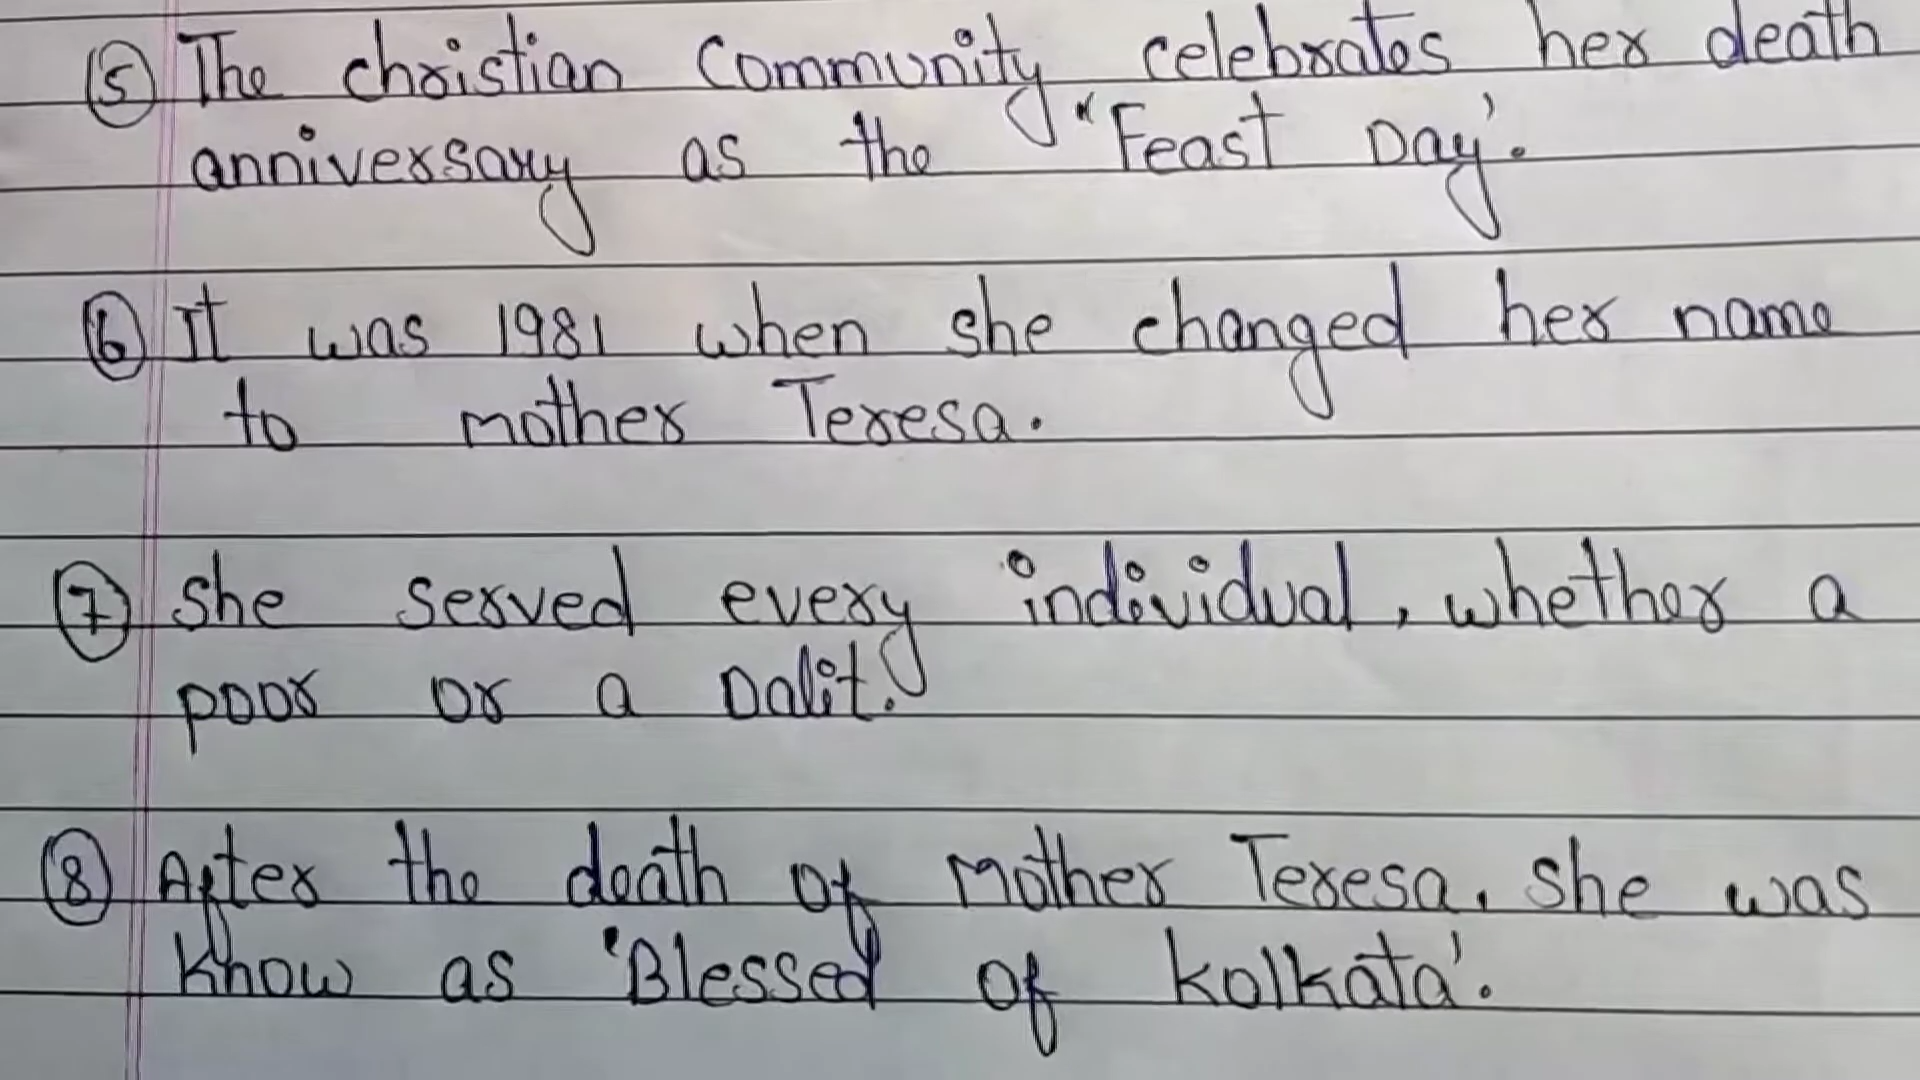 ⑤ The christian Community celebrates her death
anniversary as the "Feast Day'.
⑥ It was 1981 when she changed her name
to mother Teresa.
⑦ She served every individual, whether a
poor or a Dalit.
⑧ After the death of Mother Teresa, she was
know as 'Blessed of kolkata'.